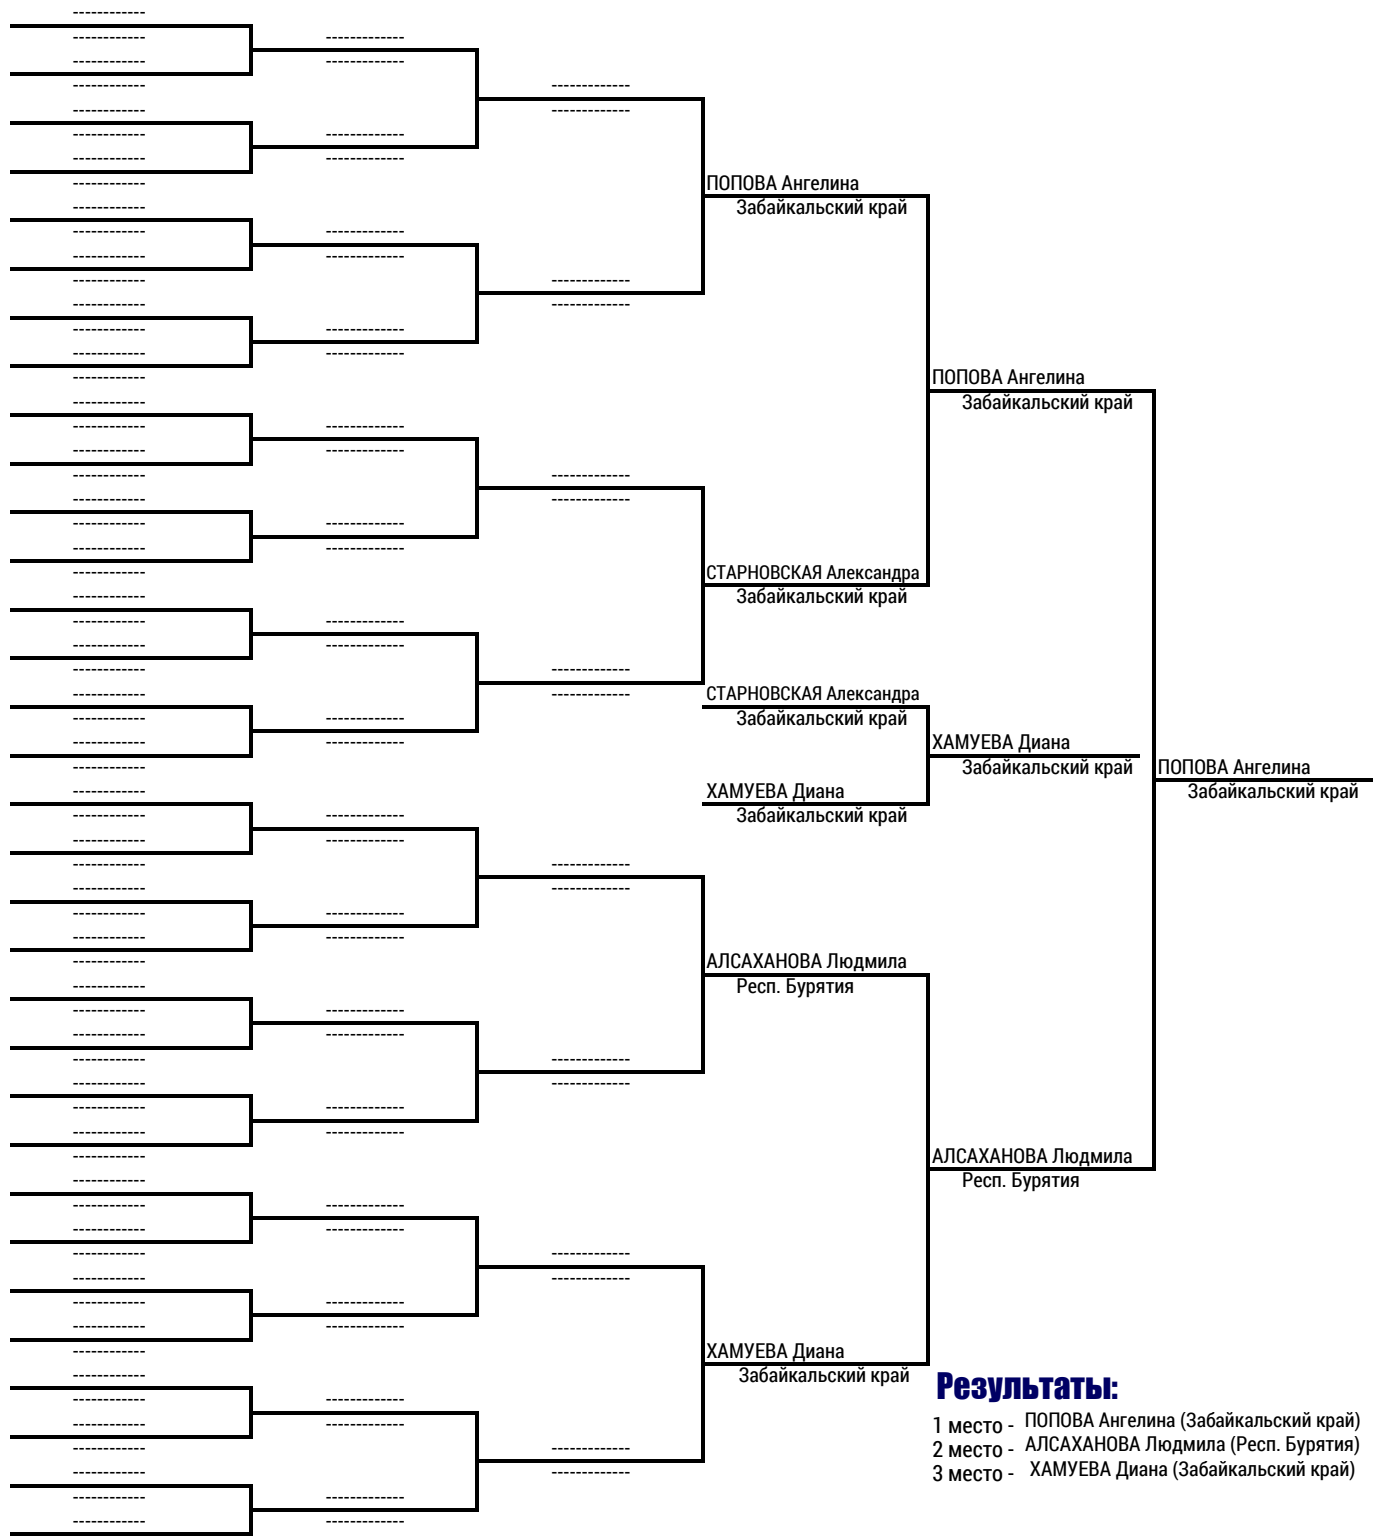 ПОПОВА Ангелина
Забайкальский край
ПОПОВА Ангелина
Забайкальский край
СТАРНОВСКАЯ Александра
Забайкальский край
СТАРНОВСКАЯ Александра
Забайкальский край
ХАМУЕВА Диана
Забайкальский край
ПОПОВА Ангелина
Забайкальский край
ХАМУЕВА Диана
Забайкальский край
АЛСАХАНОВА Людмила
Респ. Бурятия
АЛСАХАНОВА Людмила
Респ. Бурятия
ХАМУЕВА Диана
Забайкальский край
Результаты:
1 место - ПОПОВА Ангелина (Забайкальский край)
2 место - АЛСАХАНОВА Людмила (Респ. Бурятия)
3 место - ХАМУЕВА Диана (Забайкальский край)